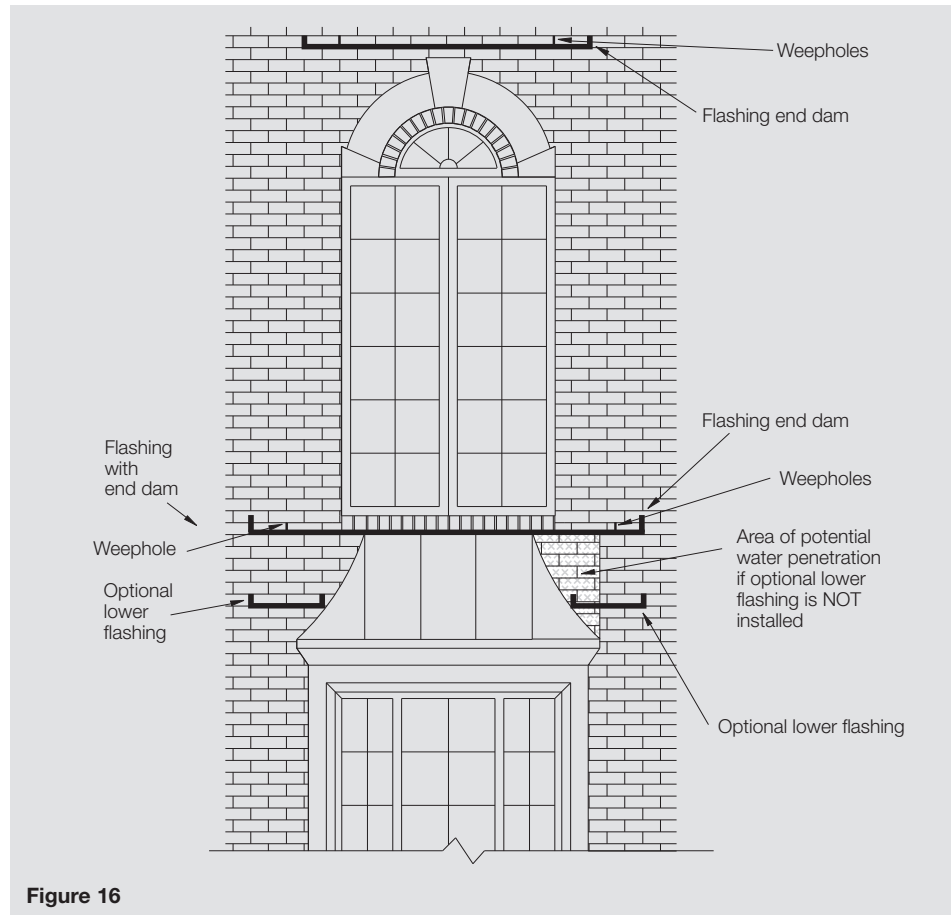 Weepholes
Flashing end dam
Flashing end dam
Flashing
with
end dam
Weepholes
Weephole
Area of potential
water penetration
if optional lower
flashing is NOT
installed
Optional
lower
flashing
Optional lower flashing
Figure 16